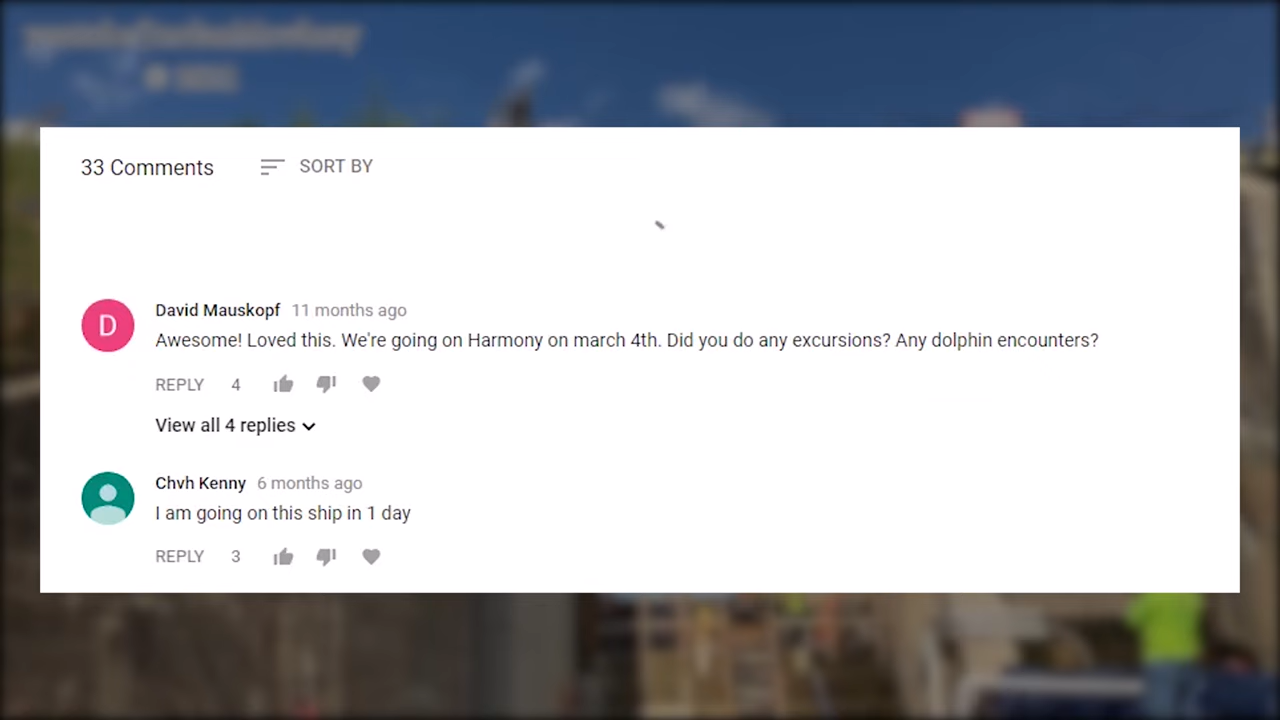 33 Comments SORT BY
David Mauskopf 11 months ago
Awesome! Loved this. We're going on Harmony on march 4th. Did you do any excursions? Any dolphin encounters?
REPLY 4
View all 4 replies
Chvh Kenny 6 months ago
I am going on this ship in 1 day
REPLY 3